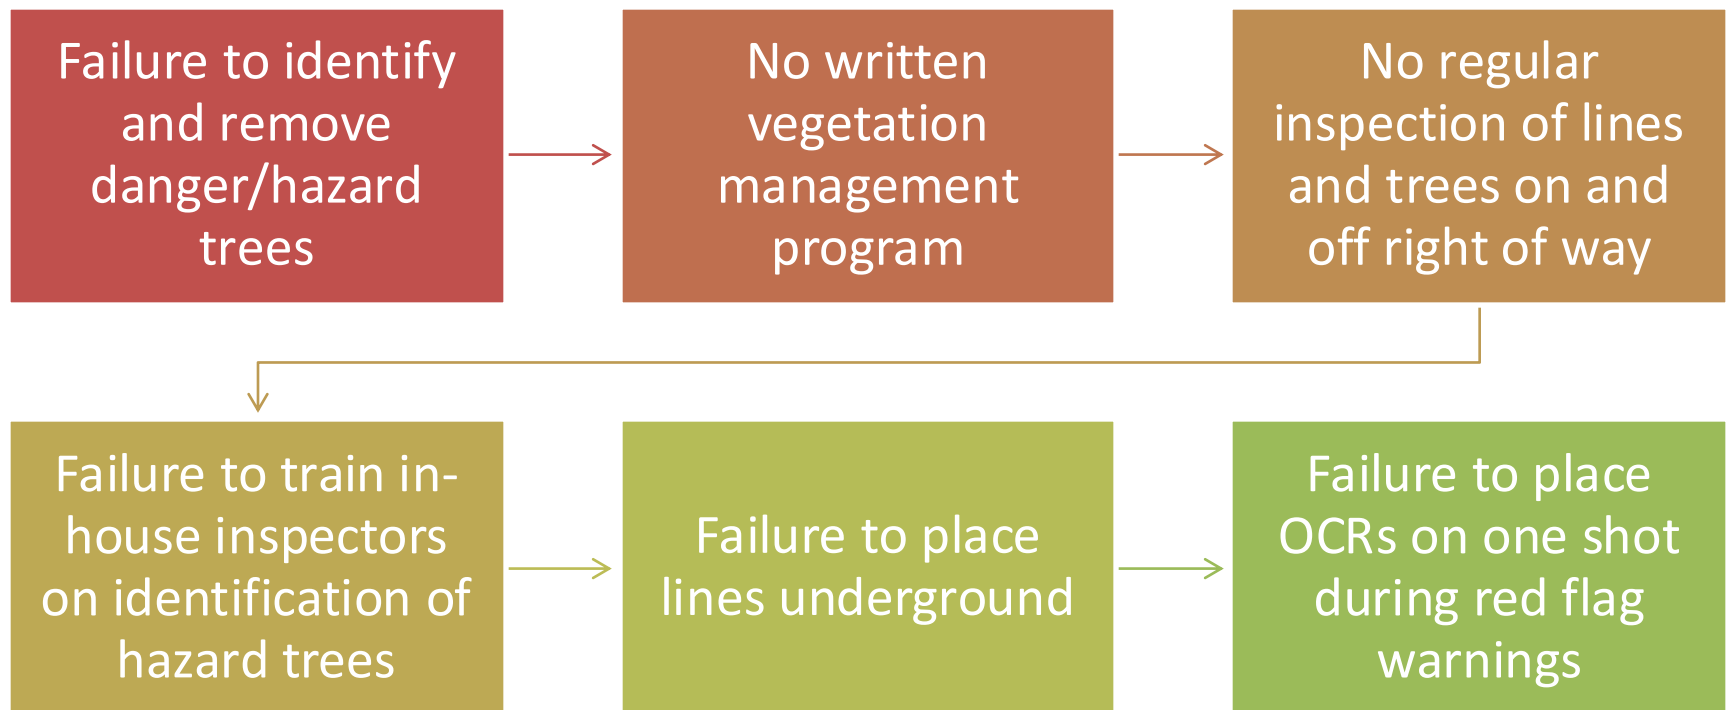 Failure to identify
and remove
danger/hazard
trees
No written
vegetation
management
program
No regular
inspection of lines
and trees on and
off right of way
Failure to train in-
house inspectors
on identification of
hazard trees
Failure to place
lines underground
Failure to place
OCRs on one shot
during red flag
warnings